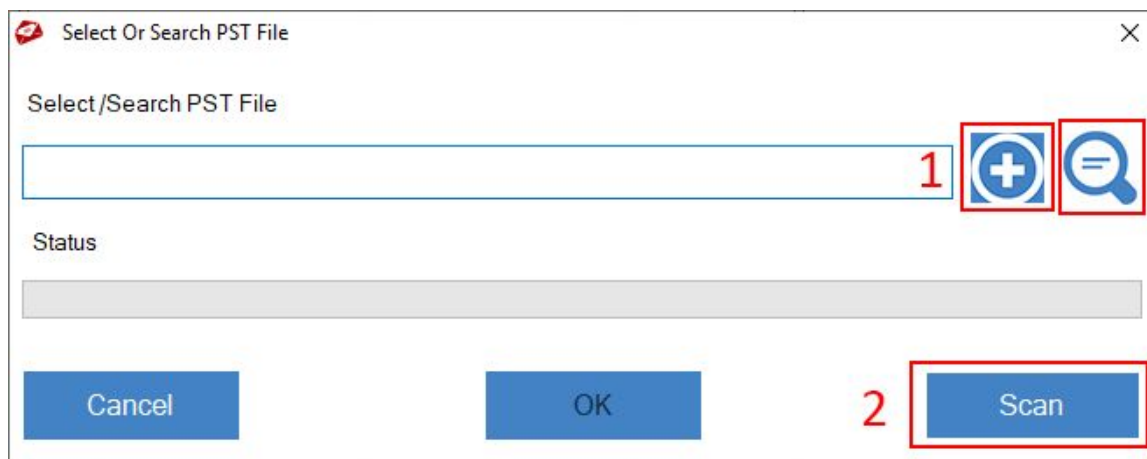 Select Or Search PST File
Select/Search PST File
1
Status
Cancel
OK
2
Scan